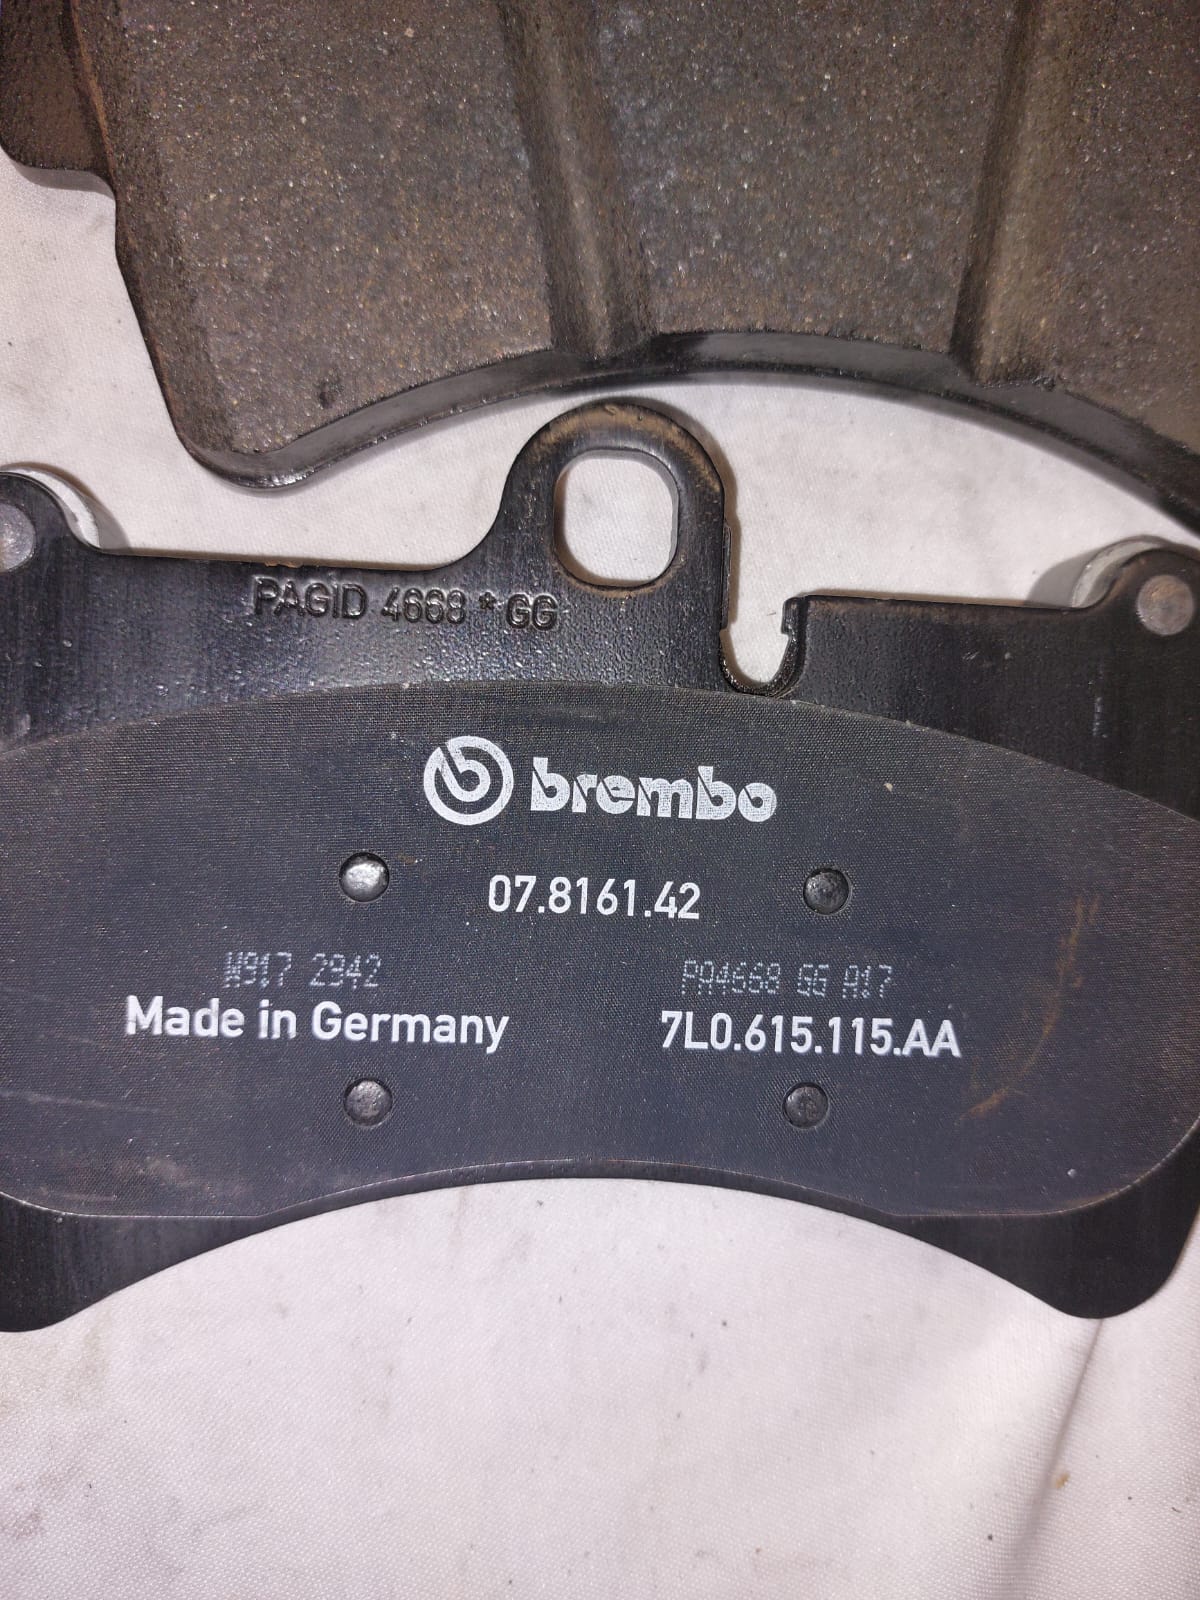 PAGID 4668 * GG
brembo
07.8161.42
W917 2942
PA4668 GG A17
Made in Germany
7L0.615.115.AA